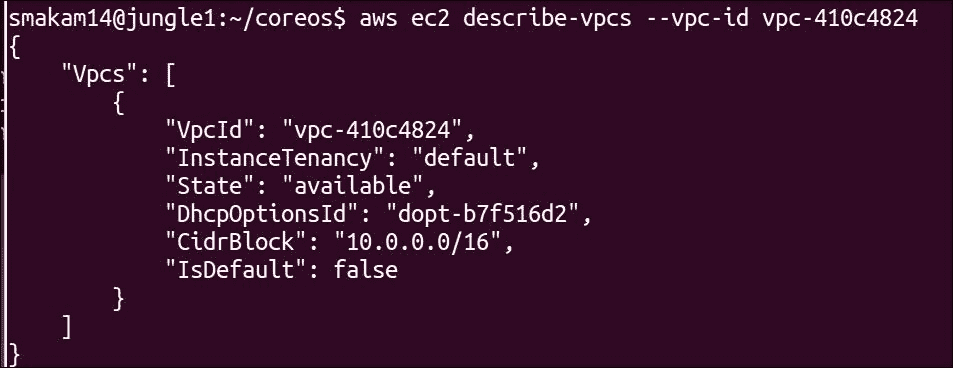 smakam14@jungle1:~/coreos$ aws ec2 describe-vpcs --vpc-id vpc-410c4824
{
    "Vpcs": [
        {
            "VpcId": "vpc-410c4824",
            "InstanceTenancy": "default",
            "State": "available",
            "DhcpOptionsId": "dopt-b7f516d2",
            "CidrBlock": "10.0.0.0/16",
            "IsDefault": false
        }
    ]
}